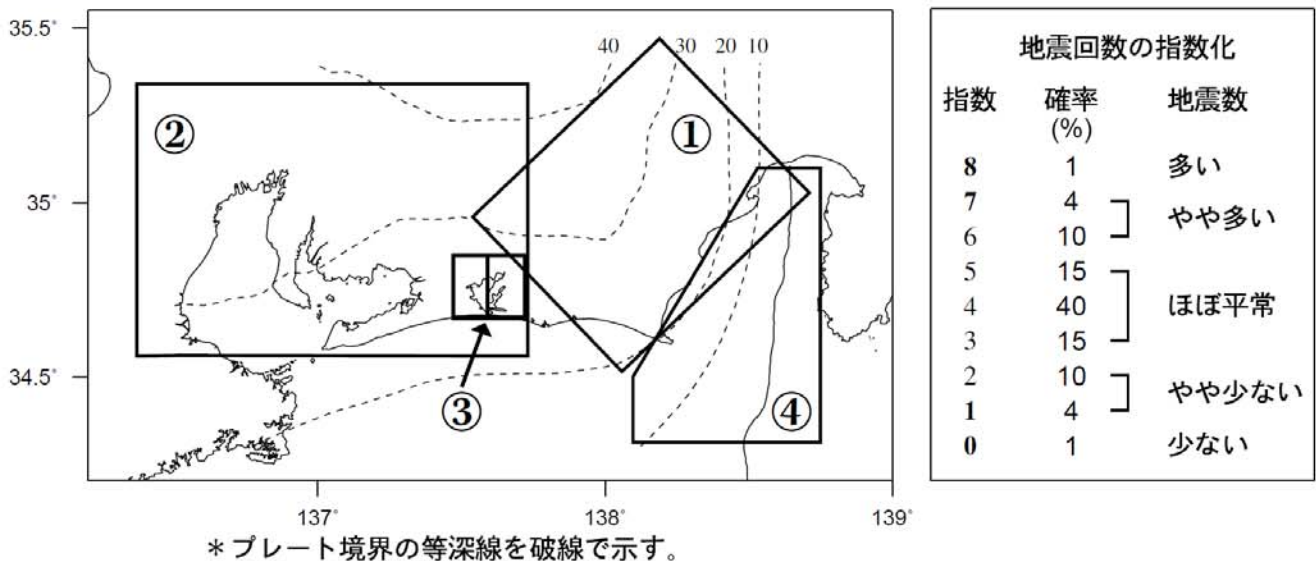 35.5°
35°
34.5°
137°
138°
139°
40
30
20
10
①
②
③
④
＊プレート境界の等深線を破線で示す。
地震回数の指数化
指数 確率 地震数
(%)
8 1 多い
7 4
やや多い
6 10
5 15
4 40 ほぼ平常
3 15
2 10
やや少ない
1 4
0 1 少ない